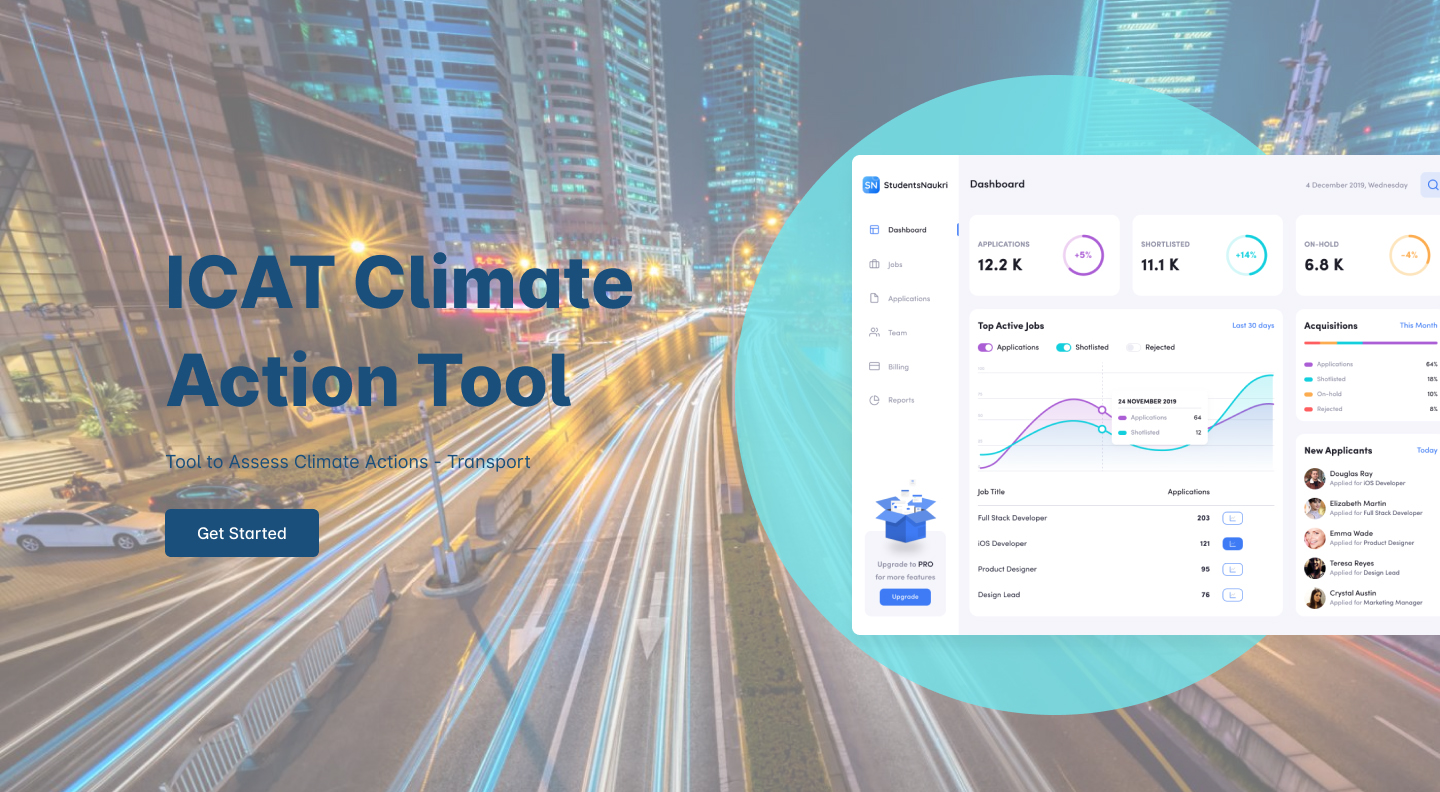 ICAT Climate
Action Tool
Tool to Assess Climate Actions - Transport
Get Started
SN StudentsNaukri
Dashboard
Jobs
Applications
Team
Billing
Reports
Upgrade to PRO
for more features
Upgrade
Dashboard
4 December 2019, Wednesday
APPLICATIONS
12.2 K
+5%
SHORTLISTED
11.1 K
+14%
ON-HOLD
6.8 K
-4%
Top Active Jobs
Last 30 days
Applications
Shotlisted
Rejected
24 NOVEMBER 2019
Applications 64
Shotlisted 12
Job Title Applications
Full Stack Developer 203
iOS Developer 121
Product Designer 95
Design Lead 76
Acquisitions
This Month
Applications 64%
Shotlisted 18%
On-hold 10%
Rejected 8%
New Applicants
Today
Douglas Ray
Applied for iOS Developer
Elizabeth Martin
Applied for Full Stack Developer
Emma Wade
Applied for Product Designer
Teresa Reyes
Applied for Design Lead
Crystal Austin
Applied for Marketing Manager